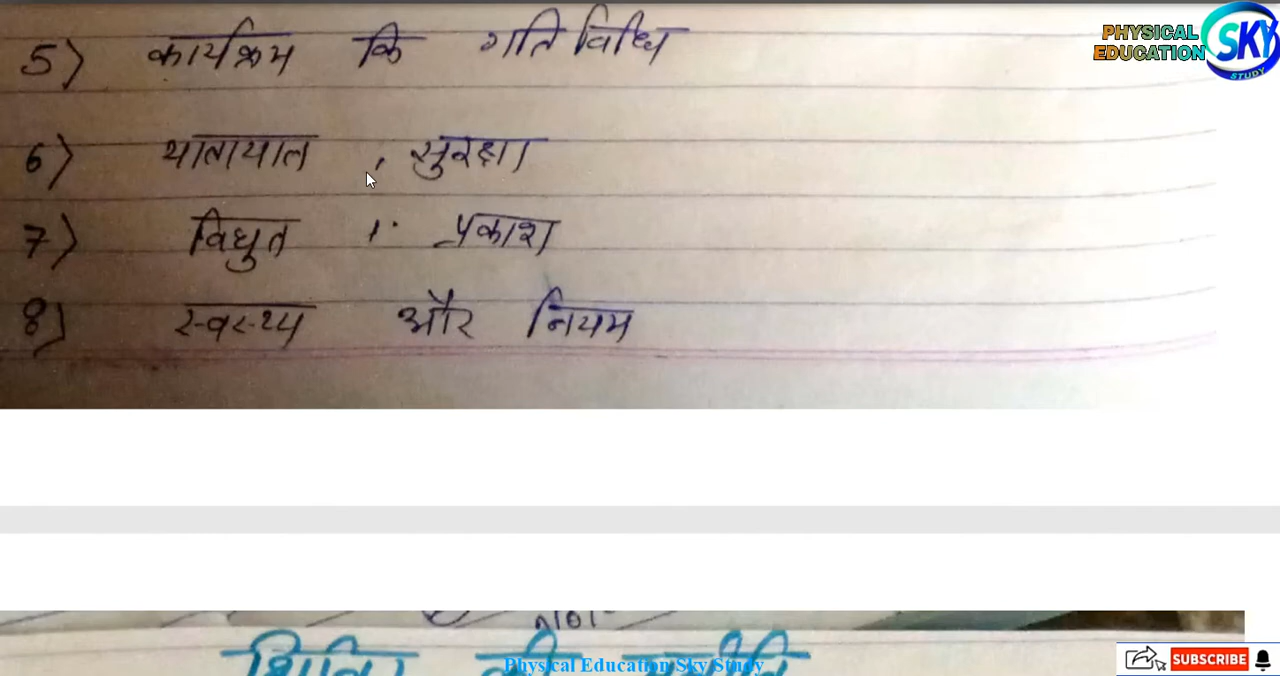 PHYSICAL
EDUCATION
SKY
STUDY
5) कार्यक्रम कि गतिविधि
6) यातायात , सुरक्षा
7) विधुत । प्रकाश
8) स्वस्थ्य और नियम
शिविर की
Physical Education Sky Study
SUBSCRIBE